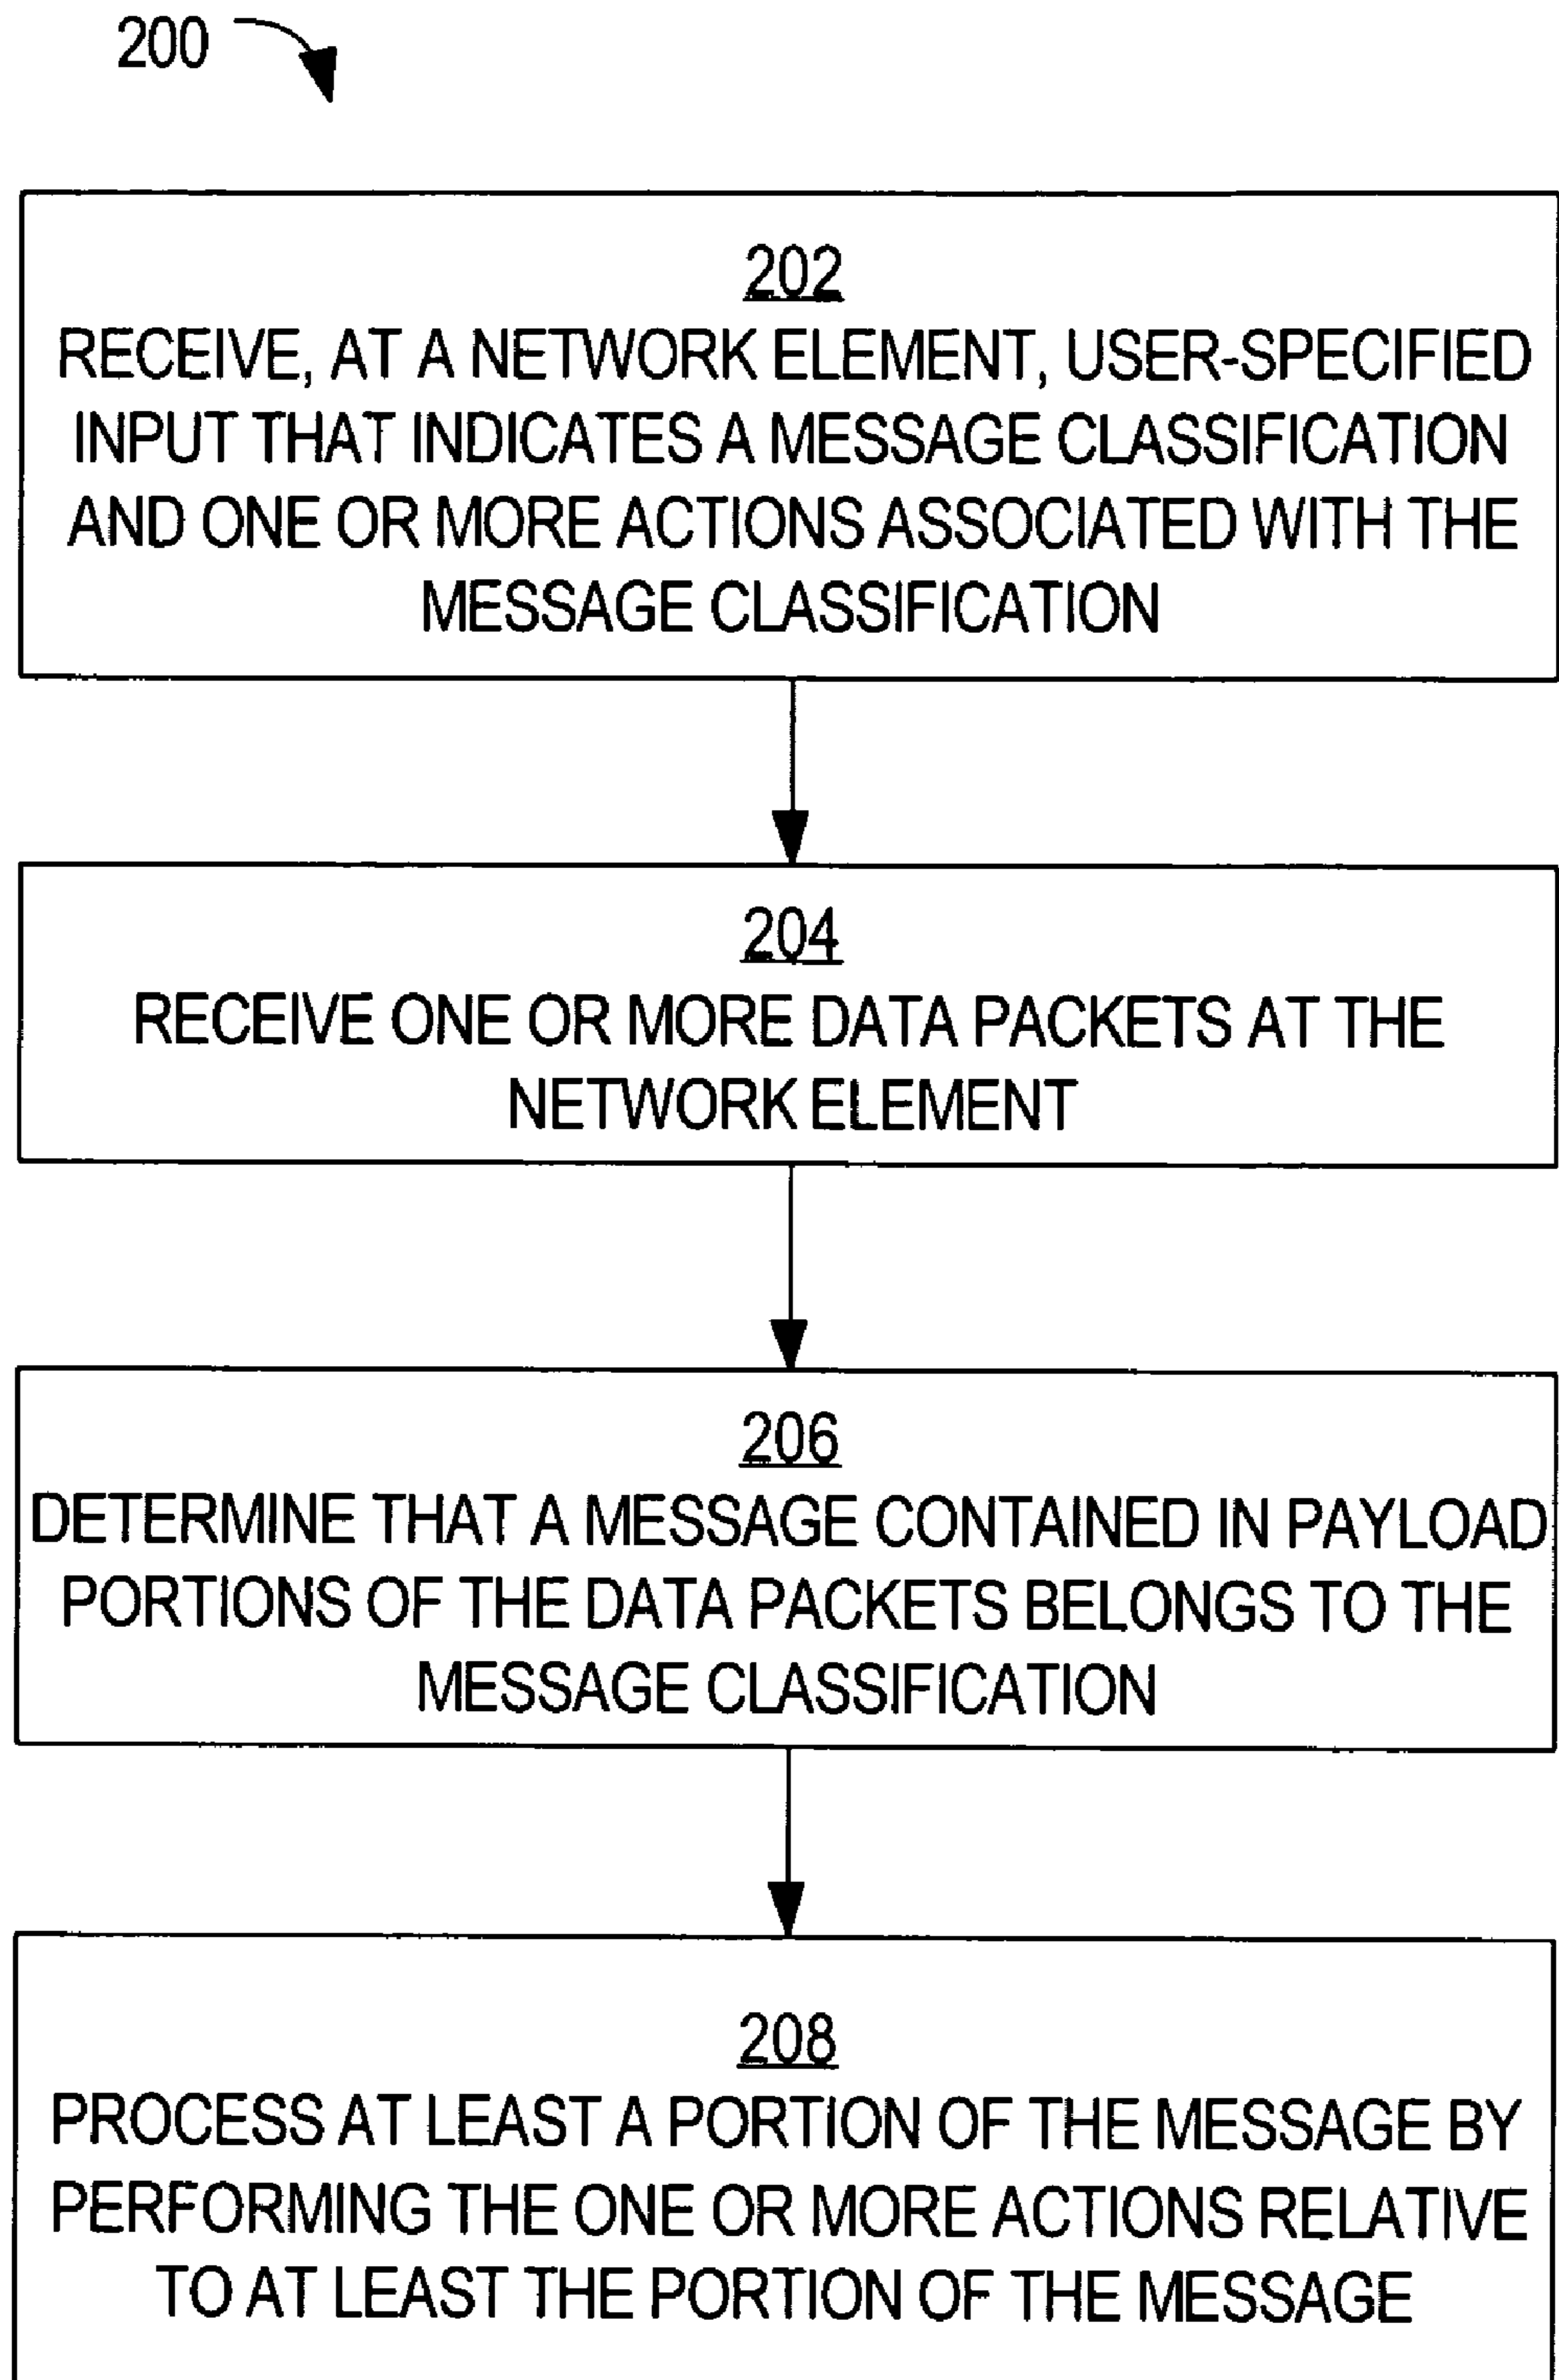 200
202
RECEIVE, AT A NETWORK ELEMENT, USER-SPECIFIED
INPUT THAT INDICATES A MESSAGE CLASSIFICATION
AND ONE OR MORE ACTIONS ASSOCIATED WITH THE
MESSAGE CLASSIFICATION
204
RECEIVE ONE OR MORE DATA PACKETS AT THE
NETWORK ELEMENT
206
DETERMINE THAT A MESSAGE CONTAINED IN PAYLOAD
PORTIONS OF THE DATA PACKETS BELONGS TO THE
MESSAGE CLASSIFICATION
208
PROCESS AT LEAST A PORTION OF THE MESSAGE BY
PERFORMING THE ONE OR MORE ACTIONS RELATIVE
TO AT LEAST THE PORTION OF THE MESSAGE